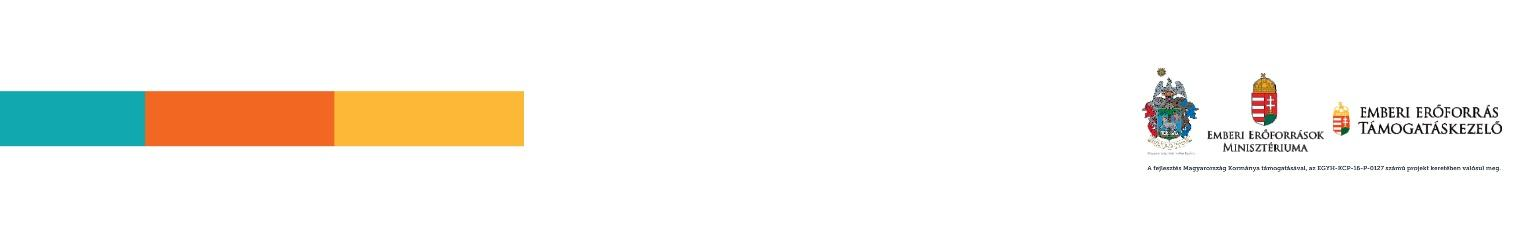 EMBERI ERŐFORRÁSOK
MINISZTÉRIUMA
EMBERI ERŐFORRÁS
TÁMOGATÁSKEZELŐ
A fejlesztés Magyarország Kormánya támogatásával, az EGYH-KCP-16-P-0127 számú projekt keretében valósul meg.